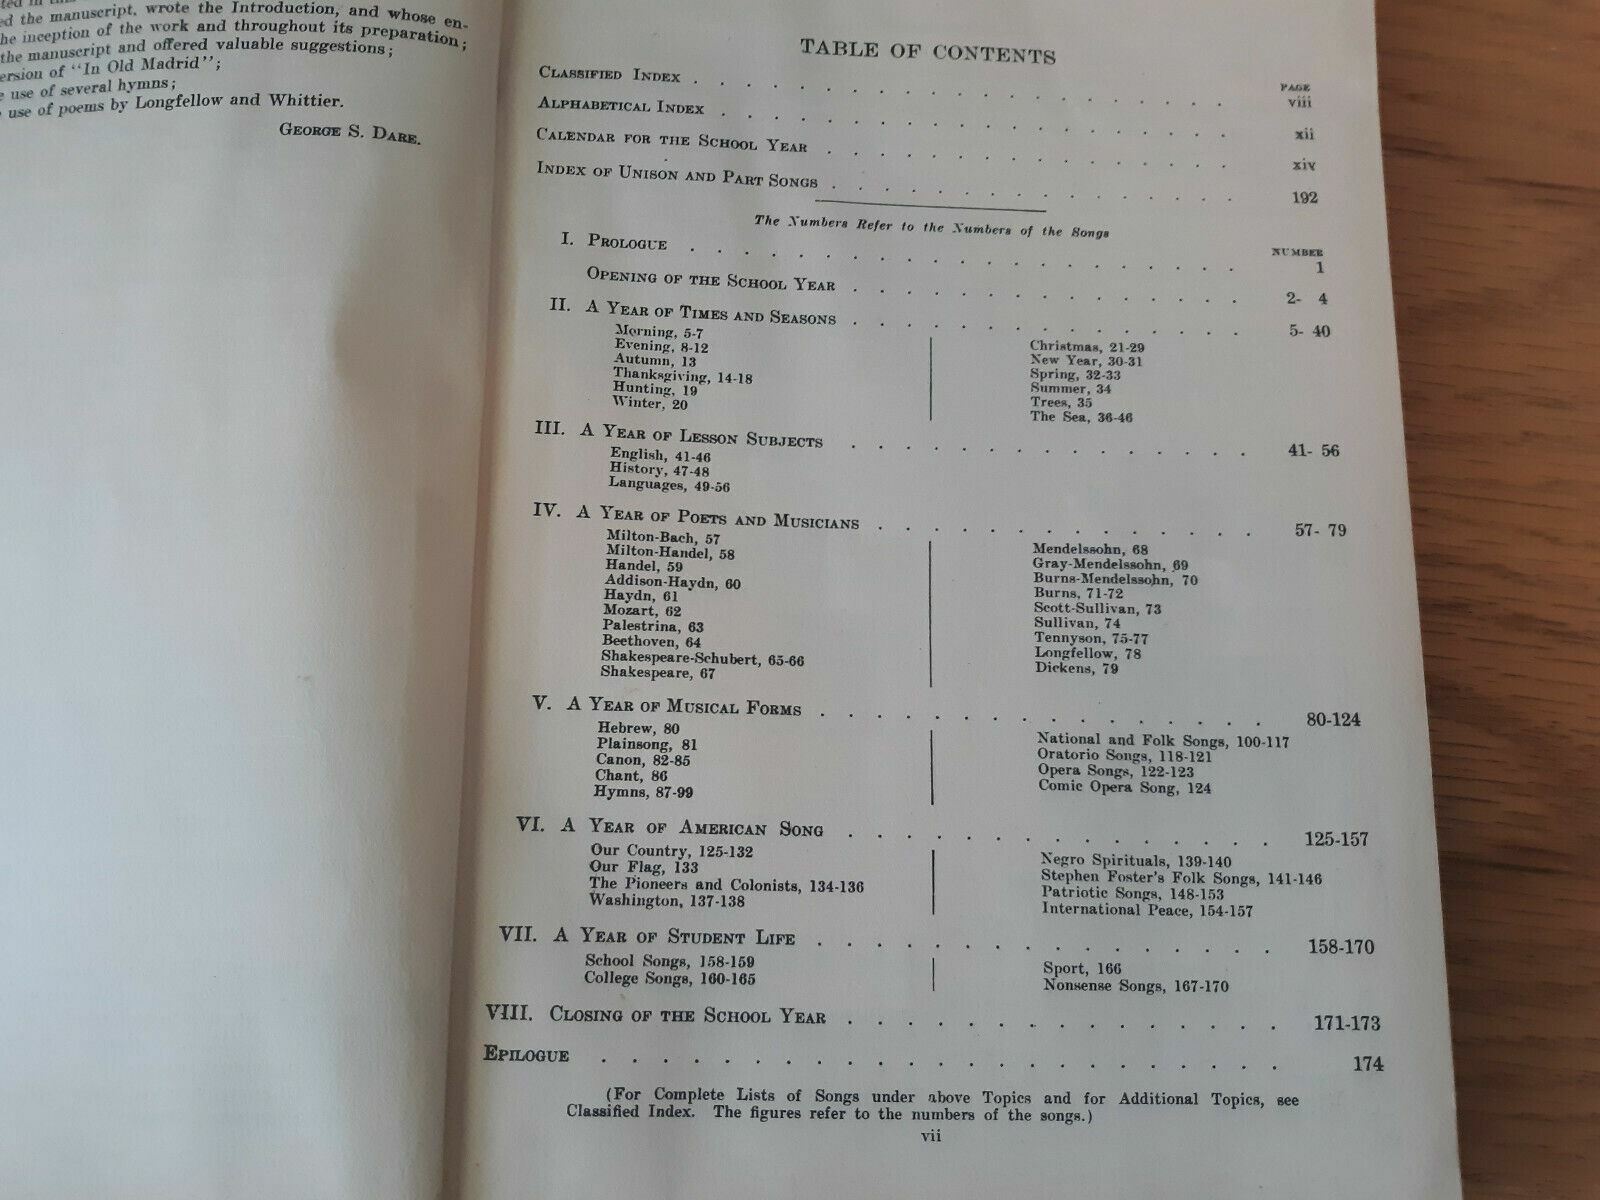 ed the manuscript, wrote the Introduction, and whose en-
he inception of the work and throughout its preparation;
the manuscript and offered valuable suggestions;
ersion of "In Old Madrid";
e use of several hymns;
use of poems by Longfellow and Whittier.
GEORGE S. DARE.
TABLE OF CONTENTS
PAGE
CLASSIFIED INDEX . . . . . . . . . . . . . . . . . . . viii
ALPHABETICAL INDEX . . . . . . . . . . . . . . . . . . xii
CALENDAR FOR THE SCHOOL YEAR . . . . . . . . . . . . . . xiv
INDEX OF UNISON AND PART SONGS . . . . . . . . . . . . . . 192
The Numbers Refer to the Numbers of the Songs
NUMBER
I. PROLOGUE . . . . . . . . . . . . . . . . . . . . 1
OPENING OF THE SCHOOL YEAR . . . . . . . . . . . . . . 2- 4
II. A YEAR OF TIMES AND SEASONS . . . . . . . . . . . . . . 5- 40
Morning, 5-7
Evening, 8-12
Autumn, 13
Thanksgiving, 14-18
Hunting, 19
Winter, 20
Christmas, 21-29
New Year, 30-31
Spring, 32-33
Summer, 34
Trees, 35
The Sea, 36-46
III. A YEAR OF LESSON SUBJECTS . . . . . . . . . . . . . . 41- 56
English, 41-46
History, 47-48
Languages, 49-56
IV. A YEAR OF POETS AND MUSICIANS . . . . . . . . . . . . . 57- 79
Milton-Bach, 57
Milton-Handel, 58
Handel, 59
Addison-Haydn, 60
Haydn, 61
Mozart, 62
Palestrina, 63
Beethoven, 64
Shakespeare-Schubert, 65-66
Shakespeare, 67
Mendelssohn, 68
Gray-Mendelssohn, 69
Burns-Mendelssohn, 70
Burns, 71-72
Scott-Sullivan, 73
Sullivan, 74
Tennyson, 75-77
Longfellow, 78
Dickens, 79
V. A YEAR OF MUSICAL FORMS . . . . . . . . . . . . . . . 80-124
Hebrew, 80
Plainsong, 81
Canon, 82-85
Chant, 86
Hymns, 87-99
National and Folk Songs, 100-117
Oratorio Songs, 118-121
Opera Songs, 122-123
Comic Opera Song, 124
VI. A YEAR OF AMERICAN SONG . . . . . . . . . . . . . . 125-157
Our Country, 125-132
Our Flag, 133
The Pioneers and Colonists, 134-136
Washington, 137-138
Negro Spirituals, 139-140
Stephen Foster's Folk Songs, 141-146
Patriotic Songs, 148-153
International Peace, 154-157
VII. A YEAR OF STUDENT LIFE . . . . . . . . . . . . . . . 158-170
School Songs, 158-159
College Songs, 160-165
Sport, 166
Nonsense Songs, 167-170
VIII. CLOSING OF THE SCHOOL YEAR . . . . . . . . . . . . . . 171-173
EPILOGUE . . . . . . . . . . . . . . . . . . . . . . 174
(For Complete Lists of Songs under above Topics and for Additional Topics, see
Classified Index. The figures refer to the numbers of the songs.)
vii